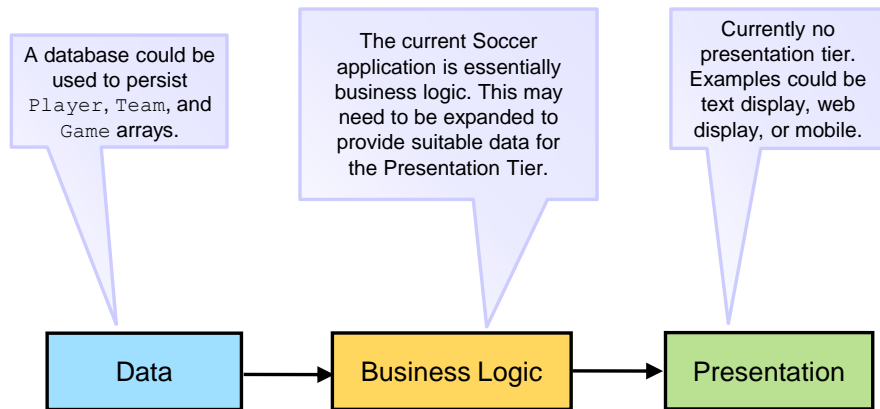 A database could be
used to persist
Player, Team, and
Game arrays.
The current Soccer
application is essentially
business logic. This may
need to be expanded to
provide suitable data for
the Presentation Tier.
Currently no
presentation tier.
Examples could be
text display, web
display, or mobile.
Data
Business Logic
Presentation